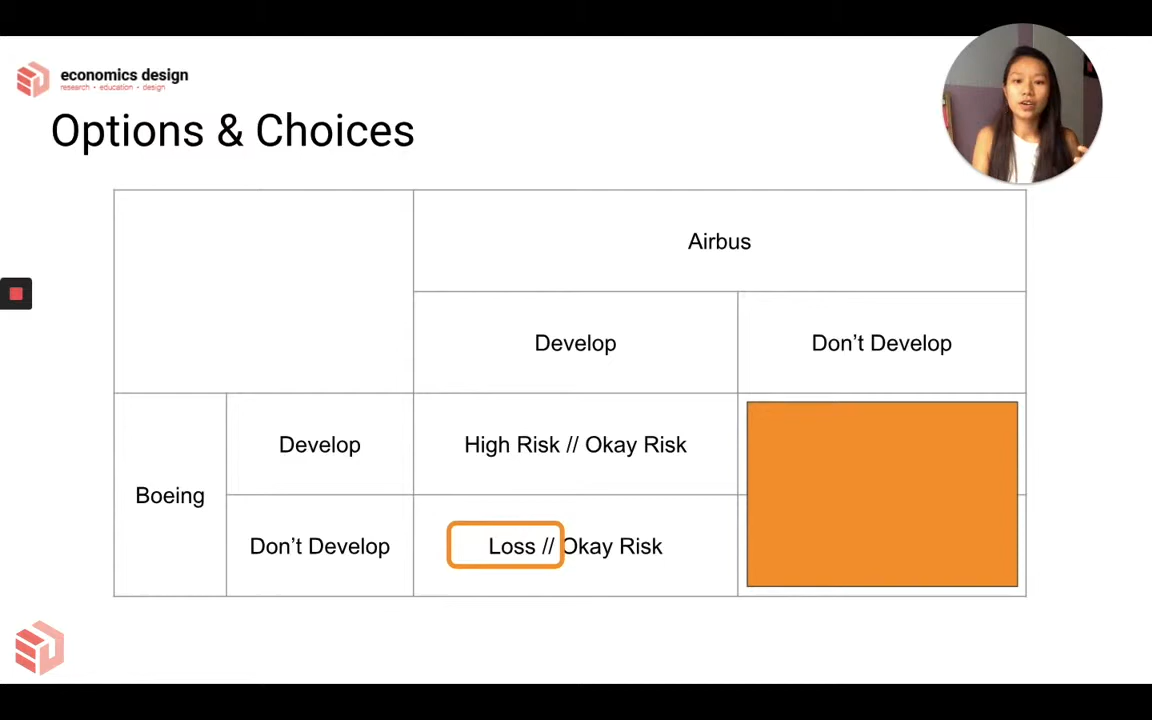 economics design
research • education • design
Options & Choices
Airbus
Develop
Don't Develop
Boeing
Develop
High Risk // Okay Risk
Don't Develop
Loss // Okay Risk